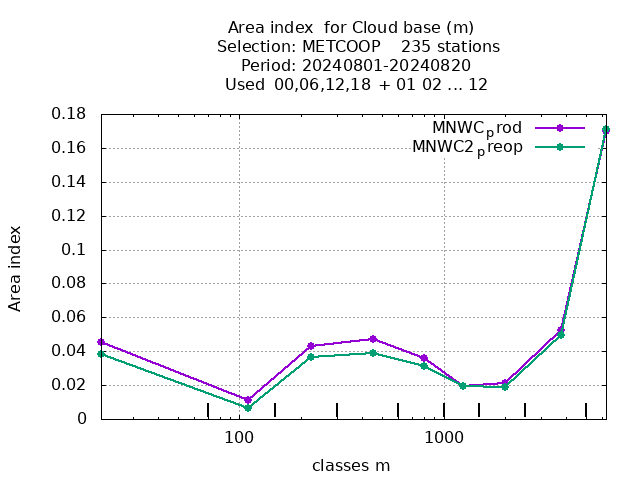 Area index  for Cloud base (m)
Selection: METCOOP    235 stations
Period: 20240801-20240820
Used  00,06,12,18 + 01 02 ... 12
MNWC_prod
MNWC2_preop
0.18
0.16
0.14
0.12
0.1
0.08
0.06
0.04
0.02
0
Area index
100
1000
classes m